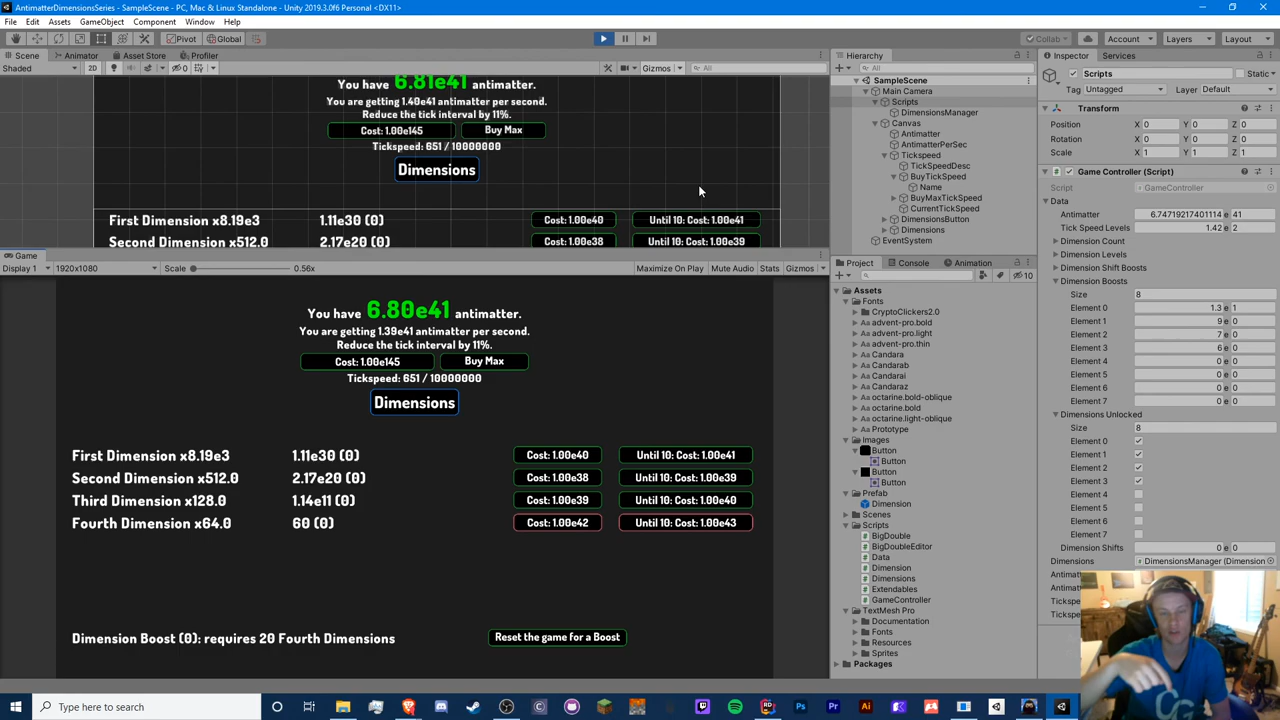 AntimatterDimensionsSeries - SampleScene - PC, Mac & Linux Standalone - Unity 2019.3.0f6 Personal <DX11>
File Edit Assets GameObject Component Window Help
Pivot Global Collab Account Layers Layout
Scene Animator Asset Store Profiler
Shaded 2D 0 Gizmos All
You have 6.81e41 antimatter.
You are getting 1.40e41 antimatter per second.
Reduce the tick interval by 11%.
Cost: 1.00e145 Buy Max
Tickspeed: 651 / 10000000
Dimensions
First Dimension x8.19e3 1.11e30 (0) Cost: 1.00e40 Until 10: Cost: 1.00e41
Second Dimension x512.0 2.17e20 (0) Cost: 1.00e38 Until 10: Cost: 1.00e39
Game
Display 1 1920x1080 Scale 0.56x Maximize On Play Mute Audio Stats Gizmos
You have 6.80e41 antimatter.
You are getting 1.39e41 antimatter per second.
Reduce the tick interval by 11%.
Cost: 1.00e145 Buy Max
Tickspeed: 651 / 10000000
Dimensions
First Dimension x8.19e3 1.11e30 (0) Cost: 1.00e40 Until 10: Cost: 1.00e41
Second Dimension x512.0 2.17e20 (0) Cost: 1.00e38 Until 10: Cost: 1.00e39
Third Dimension x128.0 1.14e11 (0) Cost: 1.00e39 Until 10: Cost: 1.00e40
Fourth Dimension x64.0 60 (0) Cost: 1.00e42 Until 10: Cost: 1.00e43
Dimension Boost (0): requires 20 Fourth Dimensions Reset the game for a Boost
Hierarchy
All
SampleScene
Main Camera
Scripts
DimensionsManager
Canvas
Antimatter
AntimatterPerSec
Tickspeed
TickSpeedDesc
BuyTickSpeed
Name
BuyMaxTickSpeed
CurrentTickSpeed
DimensionsButton
Dimensions
EventSystem
Project Console Animation
10
Assets
Fonts
CryptoClickers2.0
advent-pro.bold
advent-pro.light
advent-pro.thin
Candara
Candarab
Candarai
Candaraz
octarine.bold-oblique
octarine.bold
octarine.light-oblique
Prototype
Images
Button
Button
Button
Button
Prefab
Dimension
Scenes
Scripts
BigDouble
BigDoubleEditor
Data
Dimension
Dimensions
Extendables
GameController
TextMesh Pro
Documentation
Fonts
Resources
Sprites
Packages
Inspector Services
Scripts Static
Tag Untagged Layer Default
Transform
Position X 0 Y 0 Z 0
Rotation X 0 Y 0 Z 0
Scale X 1 Y 1 Z 1
Game Controller (Script)
Script GameController
Data
Antimatter 6.74719217401114 e 41
Tick Speed Levels 1.42 e 2
Dimension Count
Dimension Levels
Dimension Shift Boosts
Dimension Boosts
Size 8
Element 0 1.3 e 1
Element 1 9 e 0
Element 2 7 e 0
Element 3 6 e 0
Element 4 0 e 0
Element 5 0 e 0
Element 6 0 e 0
Element 7 0 e 0
Dimensions Unlocked
Size 8
Element 0
Element 1
Element 2
Element 3
Element 4
Element 5
Element 6
Element 7
Dimension Shifts 0 e 0
Dimensions DimensionsManager (Dimension
Type here to search